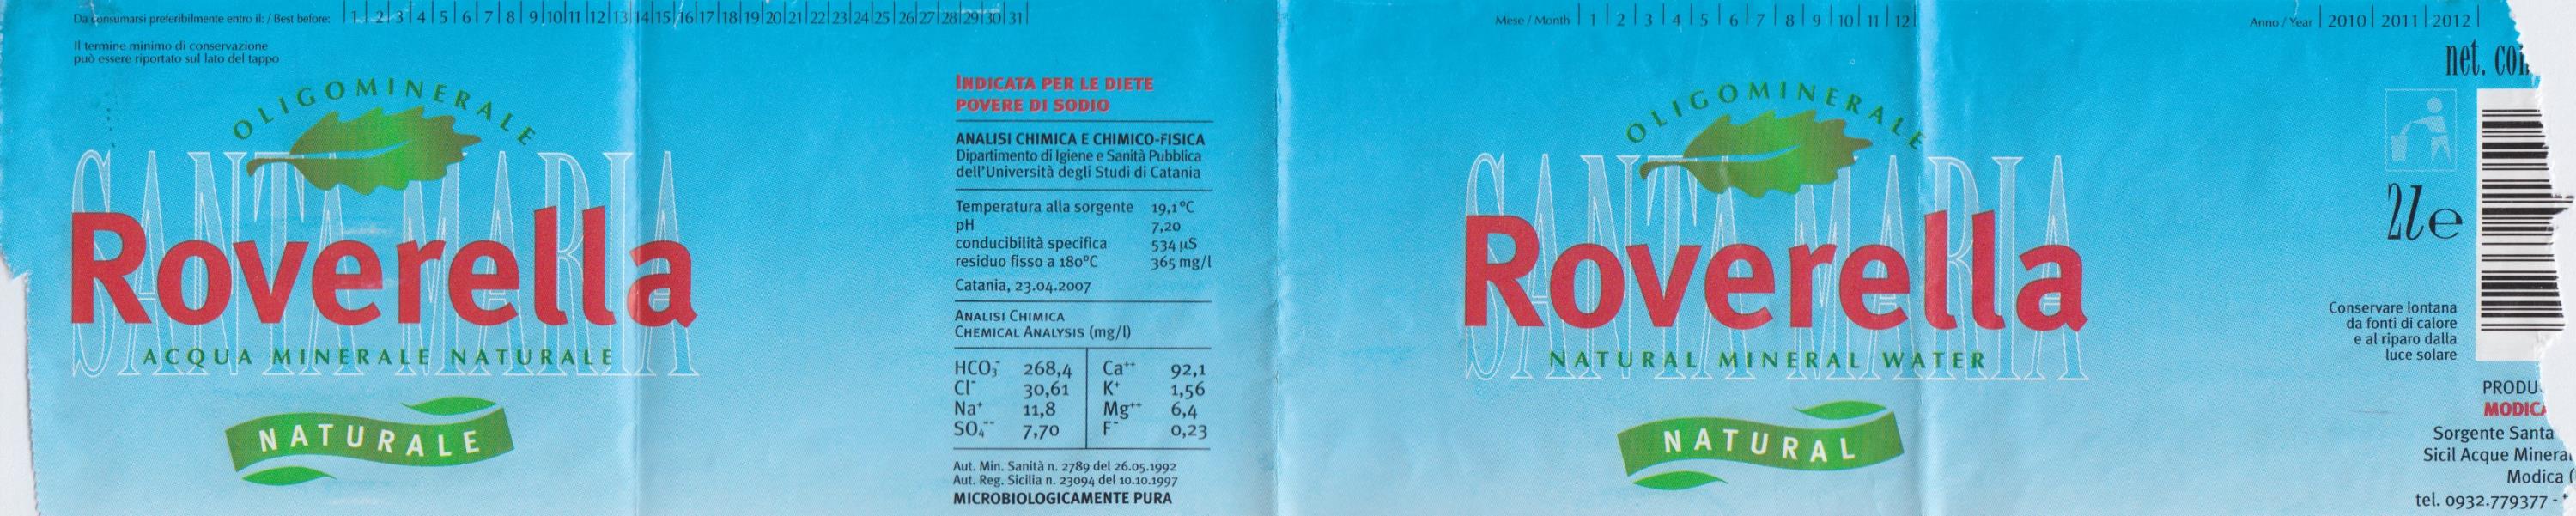 Da consumarsi preferibilmente entro il: / Best before: 1 2 3 4 5 6 7 8 9 10 11 12 13 14 15 16 17 18 19 20 21 22 23 24 25 26 27 28 29 30 31
Mese / Month 1 2 3 4 5 6 7 8 9 10 11 12
Anno / Year 2010 2011 2012
Il termine minimo di conservazione
può essere riportato sul lato del tappo
OLIGOMINERALE
SANTA MARIA
Roverella
ACQUA MINERALE NATURALE
NATURALE
INDICATA PER LE DIETE
POVERE DI SODIO
ANALISI CHIMICA E CHIMICO-FISICA
Dipartimento di Igiene e Sanità Pubblica
dell'Università degli Studi di Catania
Temperatura alla sorgente 19,1°C
pH 7,20
conducibilità specifica 534 µS
residuo fisso a 180°C 365 mg/l
Catania, 23.04.2007
ANALISI CHIMICA
CHEMICAL ANALYSIS (mg/l)
HCO₃⁻ 268,4 Ca⁺⁺ 92,1
Cl⁻ 30,61 K⁺ 1,56
Na⁺ 11,8 Mg⁺⁺ 6,4
SO₄⁻⁻ 7,70 F⁻ 0,23
Aut. Min. Sanità n. 2789 del 26.05.1992
Aut. Reg. Sicilia n. 23094 del 10.10.1997
MICROBIOLOGICAMENTE PURA
OLIGOMINERALE
SANTA MARIA
Roverella
NATURAL MINERAL WATER
NATURAL
net.
2l e
Conservare lontana
da fonti di calore
e al riparo dalla
luce solare
Sorgente Santa
Sicil Acque
Modica
tel. 0932.779377 -